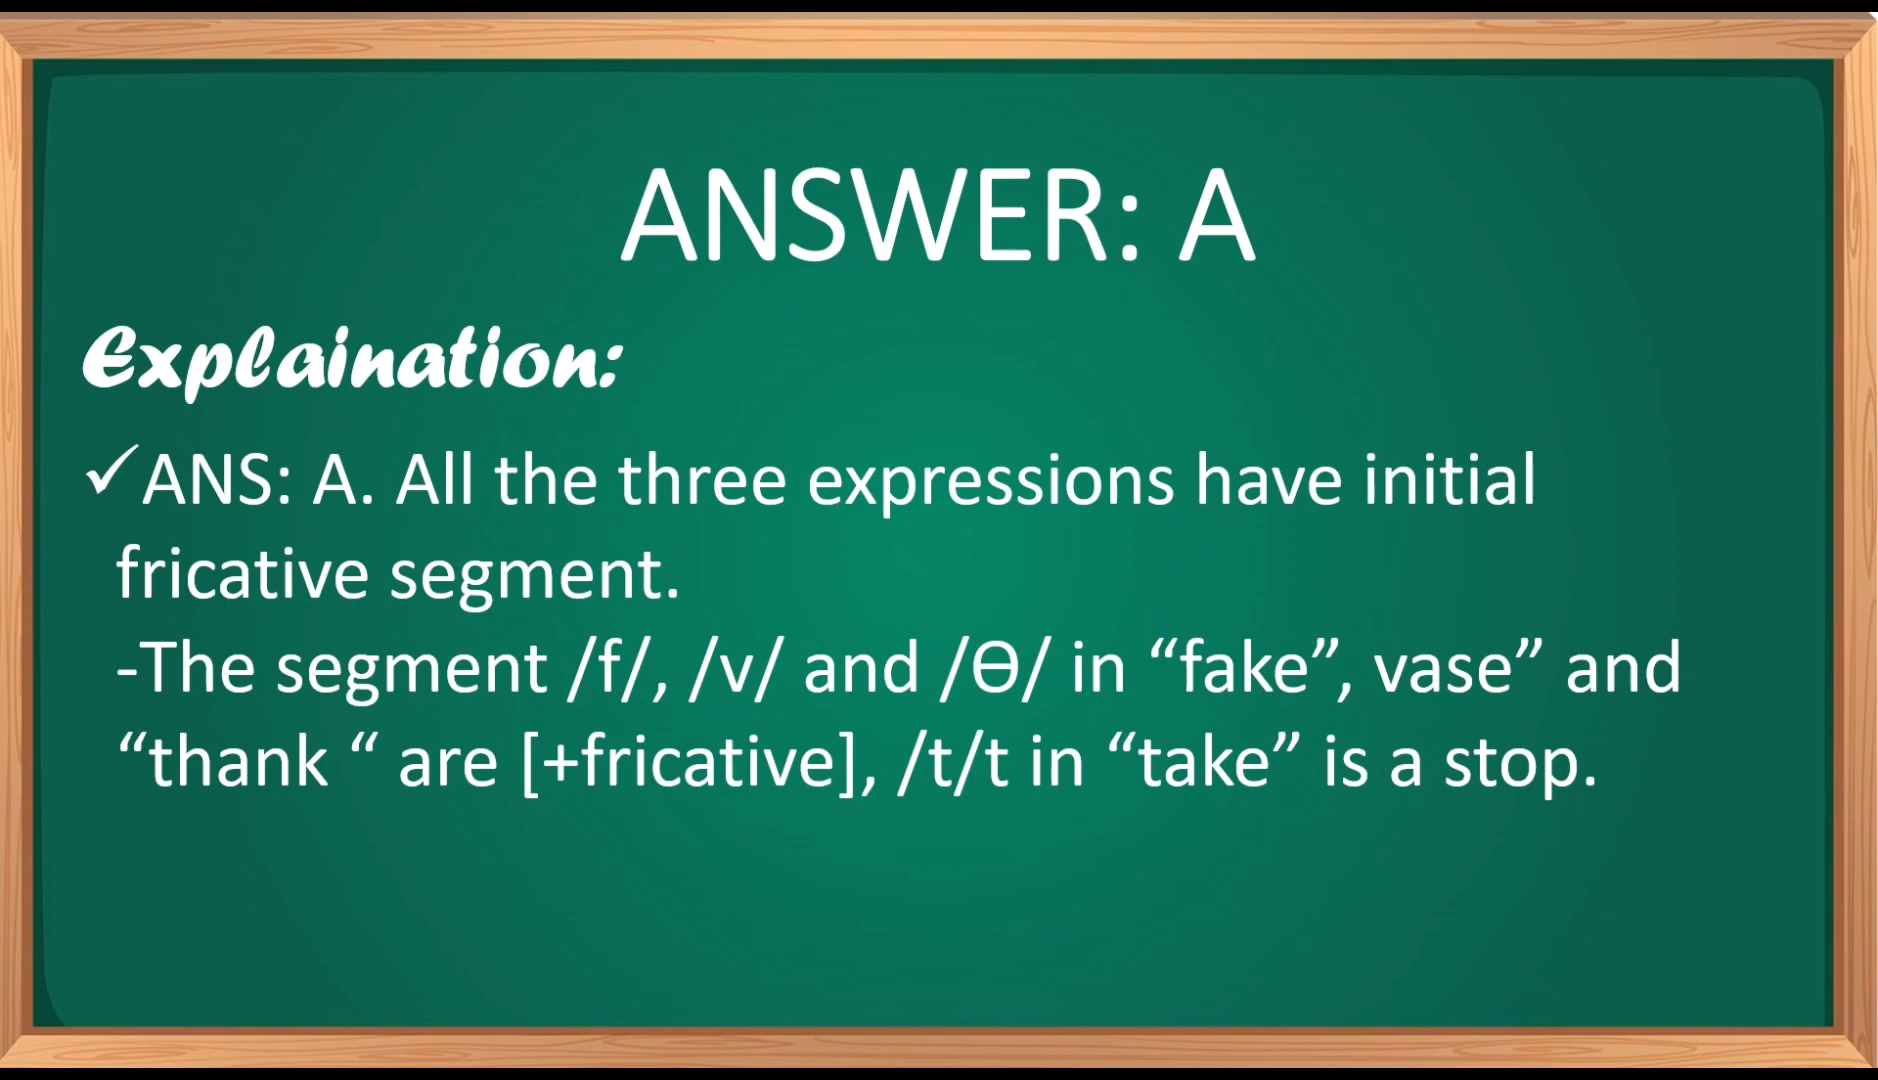 ANSWER: A
Explaination:
✓ANS: A. All the three expressions have initial
fricative segment.
-The segment /f/, /v/ and /Ɵ/ in “fake”, vase” and
“thank “ are [+fricative], /t/t in “take” is a stop.